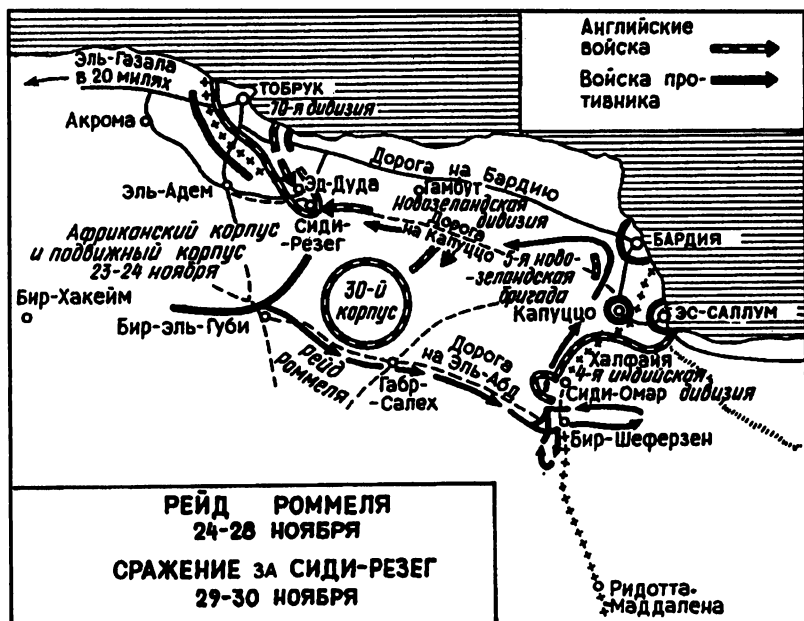 Английские
войска
Войска про-
тивника
Эль-Газала
в 20 милях
ТОБРУК
70-я дивизия
Акрома
Эль-Адем
Эд-Дуда
Дорога на Бардию
Гамбут
Новозеландская
дивизия
Сиди-
Резег
Дорога
на Капуццо
Африканский корпус
и подвижный корпус
23-24 ноября
5-я ново-
зеландская
бригада
БАРДИЯ
Бир-Хакейм
Бир-эль-Губи
30-й
корпус
Капуццо
ЭС-САЛЛУМ
Халфайя
4-я индийская
дивизия
Сиди-Омар
рейд
Роммеля
Дорога
на Эль-Абд
Габр-
-Салех
Бир-Шеферзен
РЕЙД РОММЕЛЯ
24-28 НОЯБРЯ
СРАЖЕНИЕ ЗА СИДИ-РЕЗЕГ
29-30 НОЯБРЯ
Ридотта-
Маддалена